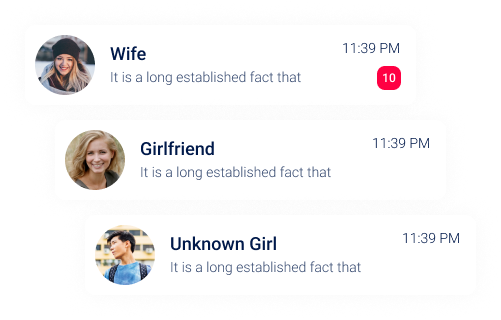 Wife
11:39 PM
It is a long established fact that
10
Girlfriend
11:39 PM
It is a long established fact that
Unknown Girl
11:39 PM
It is a long established fact that